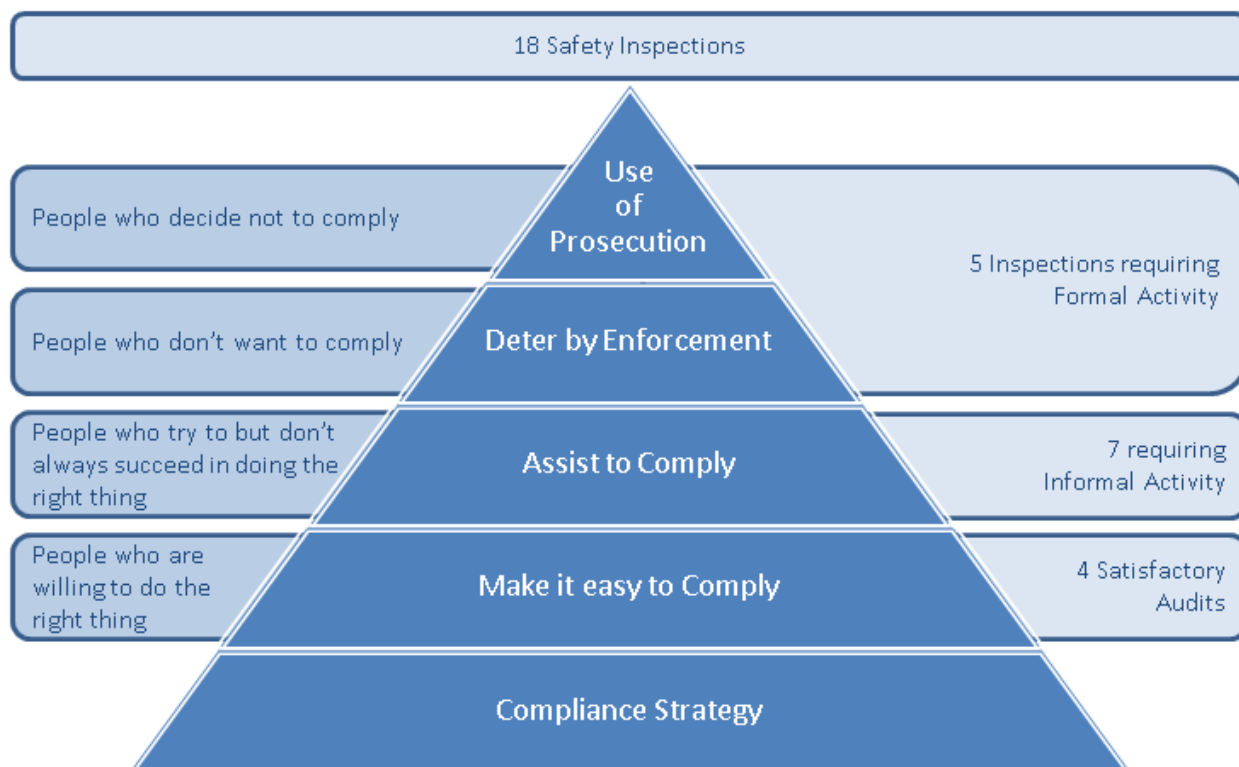 18 Safety Inspections
People who decide not to comply
Use
of
Prosecution
5 Inspections requiring
Formal Activity
People who don't want to comply
Deter by Enforcement
People who try to but don't
always succeed in doing the
right thing
Assist to Comply
7 requiring
Informal Activity
People who are
willing to do the
right thing
Make it easy to Comply
4 Satisfactory
Audits
Compliance Strategy